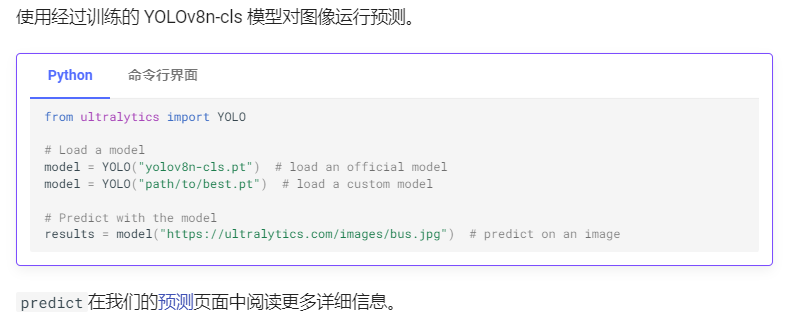 使用经过训练的 YOLOv8n-cls 模型对图像运行预测。
Python 命令行界面
from ultralytics import YOLO
# Load a model
model = YOLO("yolov8n-cls.pt")  # load an official model
model = YOLO("path/to/best.pt")  # load a custom model
# Predict with the model
results = model("https://ultralytics.com/images/bus.jpg")  # predict on an image
predict 在我们的预测页面中阅读更多详细信息。